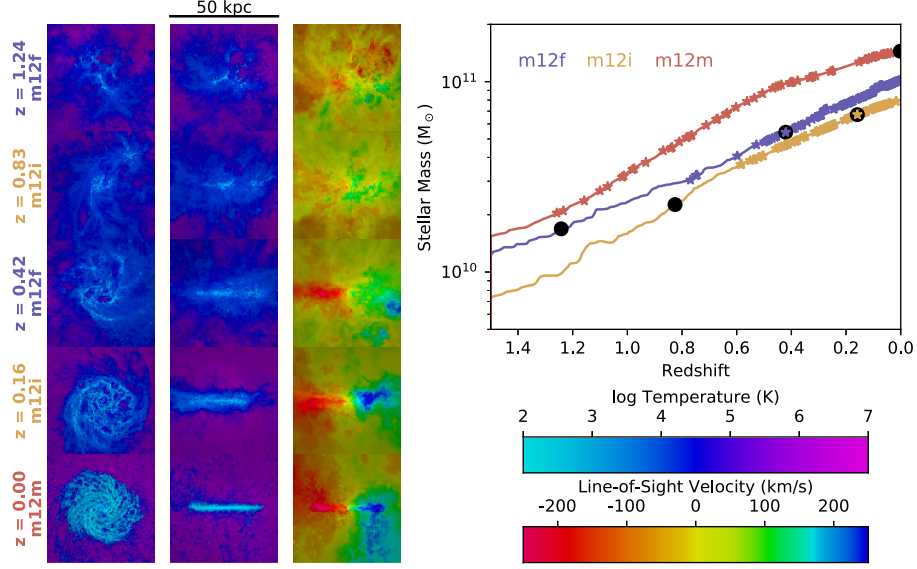 50 kpc
z = 1.24
m12f
z = 0.83
m12i
z = 0.42
m12f
z = 0.16
m12i
z = 0.00
m12m
m12f m12i m12m
Stellar Mass (M☉)
10¹¹
10¹⁰
1.4 1.2 1.0 0.8 0.6 0.4 0.2 0.0
Redshift
log Temperature (K)
2 3 4 5 6 7
Line-of-Sight Velocity (km/s)
-200 -100 0 100 200